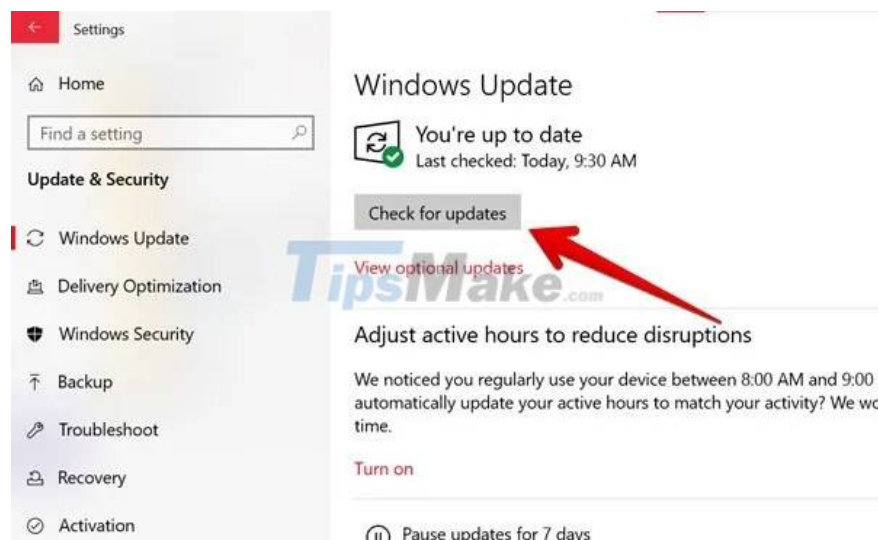 Settings
Home
Find a setting
Update & Security
Windows Update
Delivery Optimization
Windows Security
Backup
Troubleshoot
Recovery
Activation
Windows Update
You're up to date
Last checked: Today, 9:30 AM
Check for updates
View optional updates
TipsMake.com
Adjust active hours to reduce disruptions
We noticed you regularly use your device between 8:00 AM and 9:00
automatically update your active hours to match your activity? We wo
time.
Turn on
Pause updates for 7 days